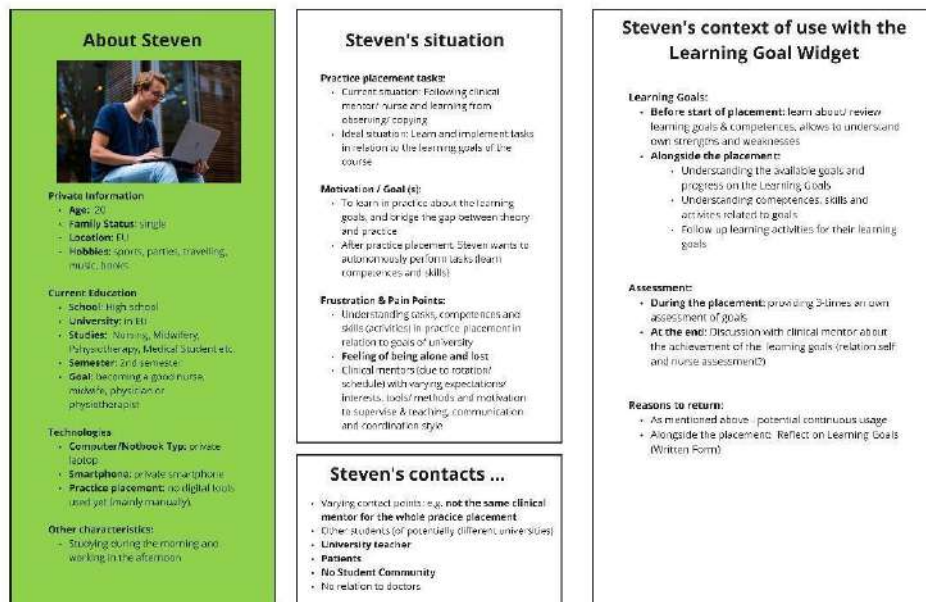 About Steven
Private Information
• Age: 20
• Family Status: single
• Location: EU
• Hobbies: sports, parties, travelling,
music, books
Current Education
• School: High school
• University: in EU
• Studies: Nursing, Midwifery,
Pshysotherapy, Medical Student etc.
• Semester: 2nd semester
• Goal: becoming a good nurse,
midwife, physician or
physiotherapist
Technologies
• Computer/Notbook Typ: private
laptop
• Smartphone: private smartphone
• Practice placement: no digital tools
used yet (mainly manually).
Other characteristics:
• Studying during the morning and
working in the afternoon
Steven's situation
Practice placement tasks:
• Current situation: Following clinical
mentor/ nurse and learning from
observing/ copying
• Ideal situation: Learn and implement tasks
in relation to the learning goals of the
course
Motivation / Goal (s):
• To learn in practice about the learning
goals, and bridge the gap between theory
and practice
• After practice placement, Steven wants to
autonomously perform tasks (learn
competences and skills)
Frustration & Pain Points:
• Understanding tasks, competences and
skills (activities) in practice placement in
relation to goals of university
• Feeling of being alone and lost
• Clinical mentors (due to rotation/
schedule) with varying expectations/
interests, tools/ methods and motivation
to supervise & teaching, communication
and coordination style
Steven's contacts ...
• Varying contact points: e.g. not the same clinical
mentor for the whole pracice placement
• Other students (of potentially different universities)
• University teacher
• Patients
• No Student Community
• No relation to doctors
Steven's context of use with the
Learning Goal Widget
Learning Goals:
• Before start of placement: learn about/ review
learning goals & competences, allows to understand
own strengths and weaknesses
• Alongside the placement:
◦ Understanding the available goals and
progress on the Learning Goals
◦ Understanding competences, skills and
activites related to goals
◦ Follow up learning activities for their learning
goals
Assessment:
• During the placement: providing 3-times an own
assessment of goals
• At the end: Discussion with clinical mentor about
the achievement of the learning goals (relation self
and nurse assessment?)
Reasons to return:
• As mentioned above - potential continuous usage
• Alongside the placement: Reflect on Learning Goals
(Written Form)